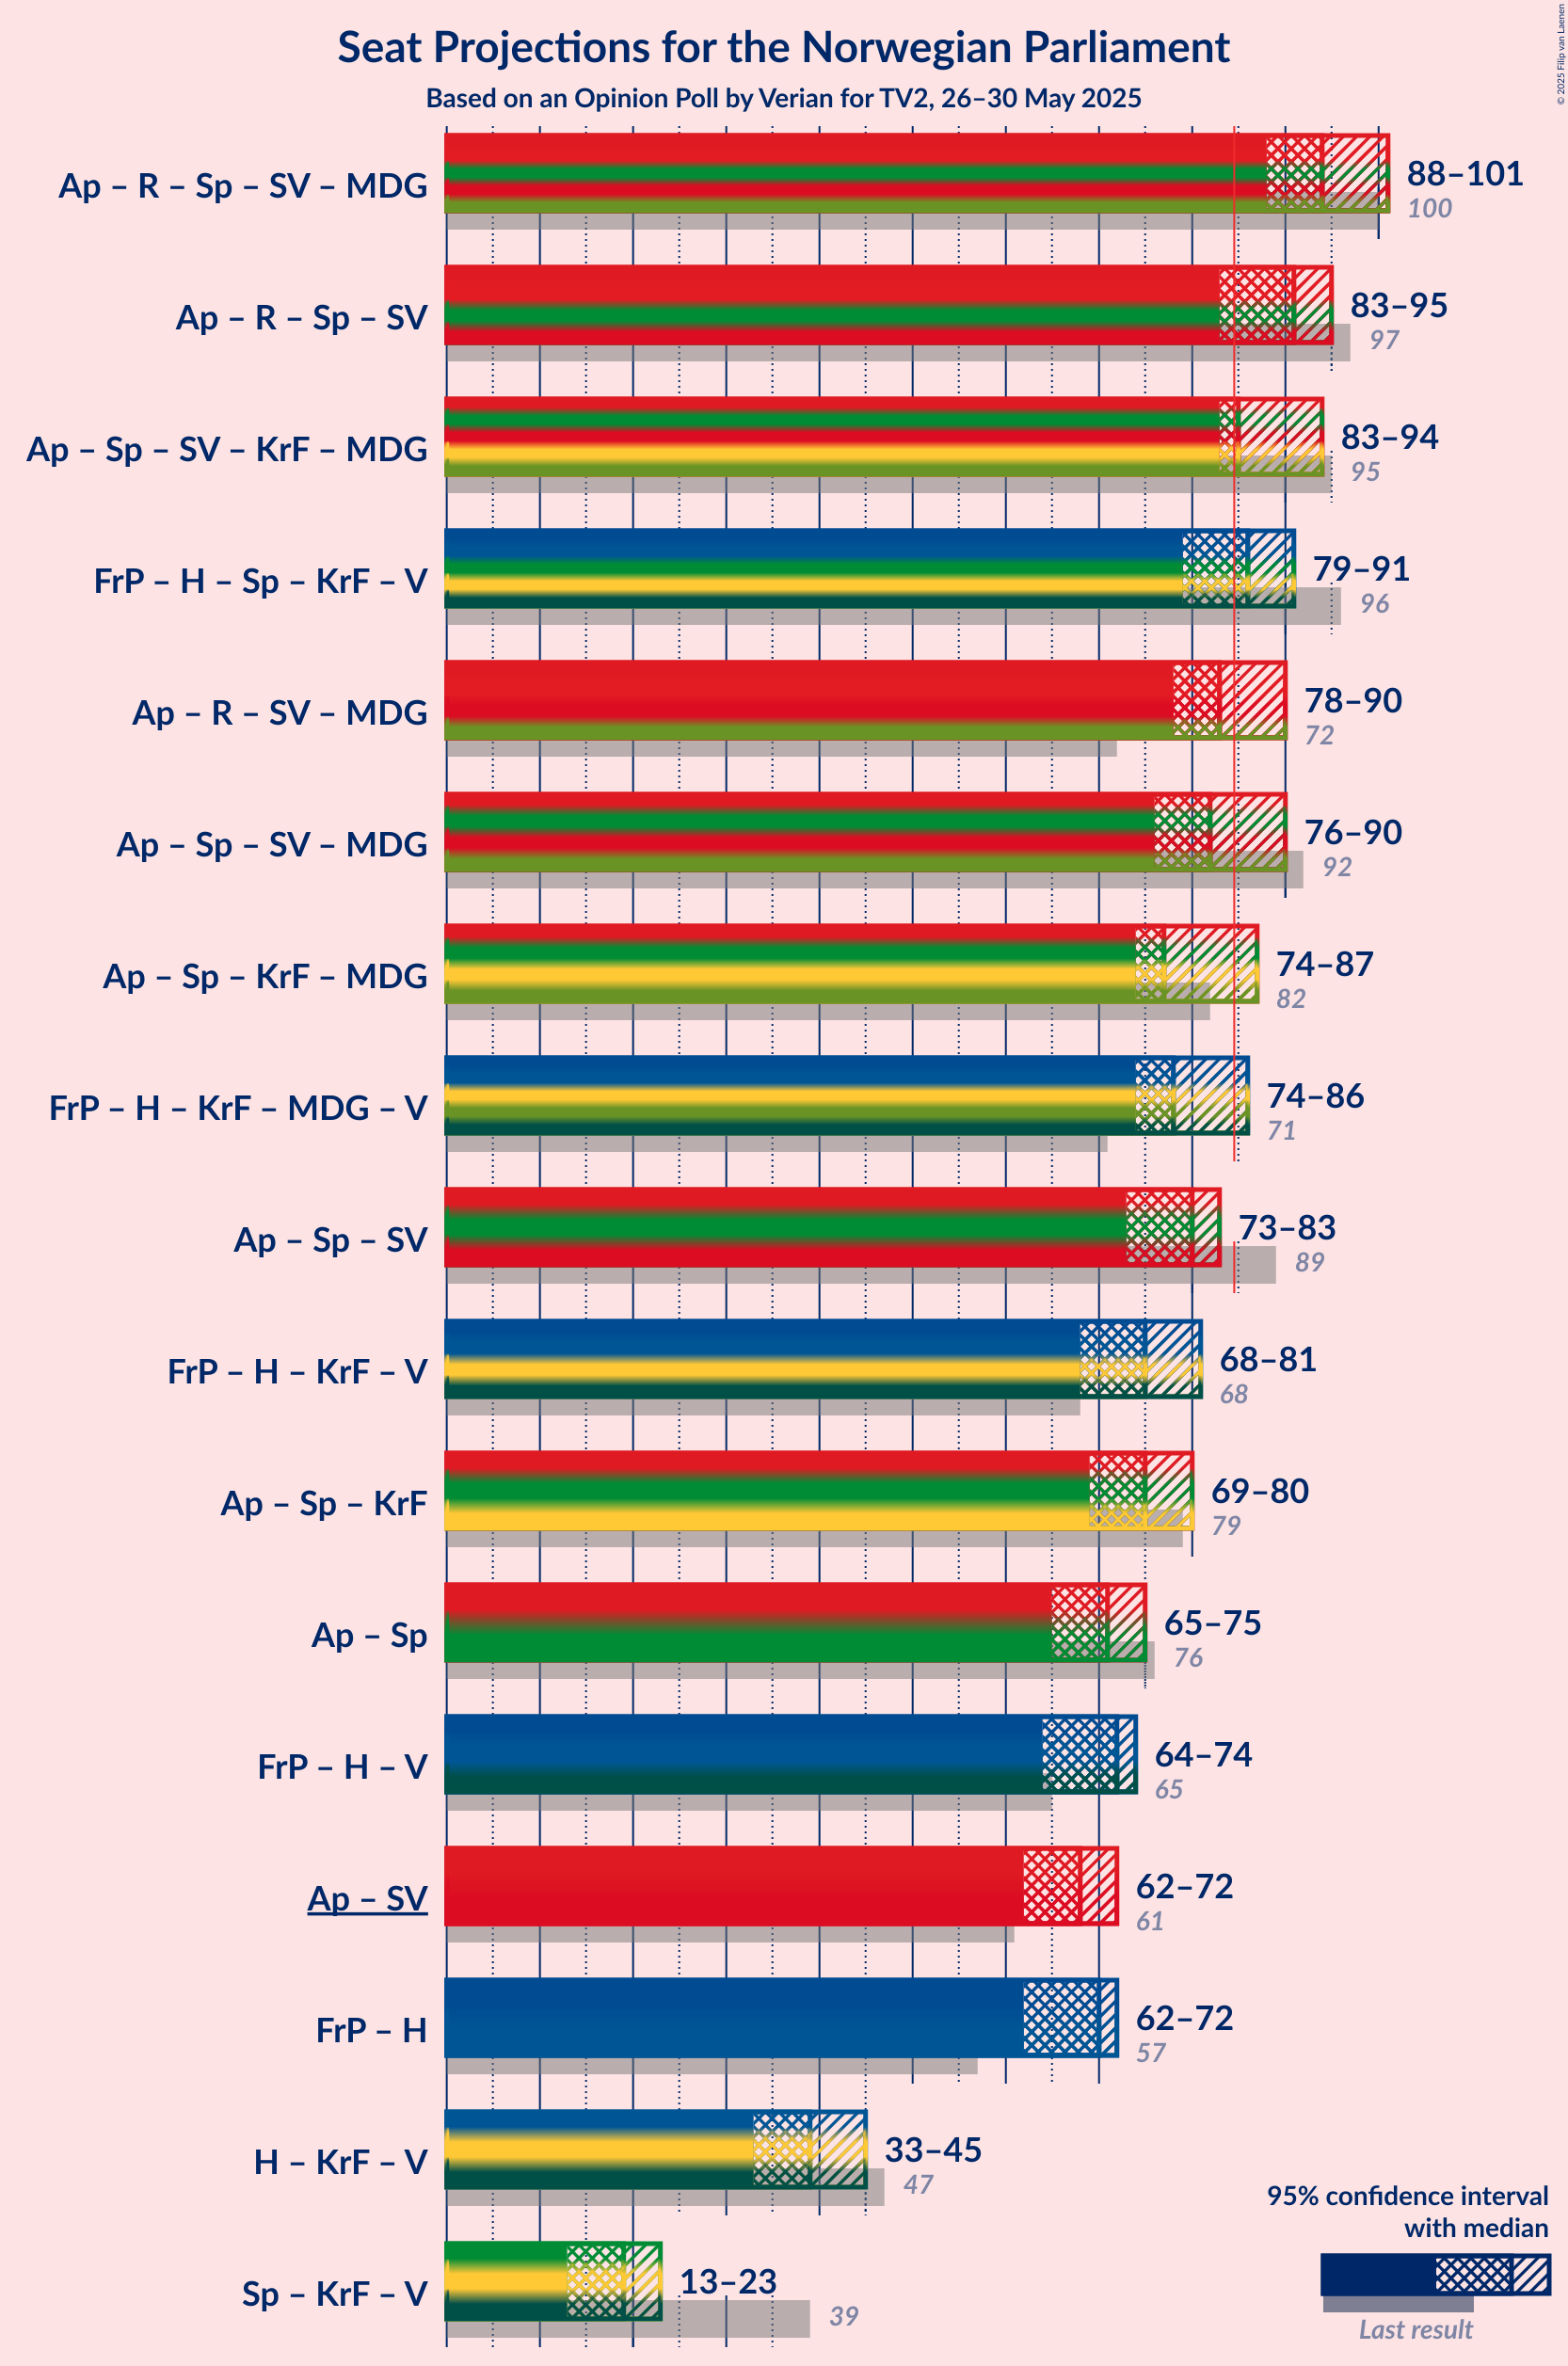 Seat Projections for the Norwegian Parliament
Based on an Opinion Poll by Verian for TV2, 26–30 May 2025
© 2025 Filip van Laenen
Ap – R – Sp – SV – MDG
88–101
100
Ap – R – Sp – SV
83–95
97
Ap – Sp – SV – KrF – MDG
83–94
95
FrP – H – Sp – KrF – V
79–91
96
Ap – R – SV – MDG
78–90
72
Ap – Sp – SV – MDG
76–90
92
Ap – Sp – KrF – MDG
74–87
82
FrP – H – KrF – MDG – V
74–86
71
Ap – Sp – SV
73–83
89
FrP – H – KrF – V
68–81
68
Ap – Sp – KrF
69–80
79
Ap – Sp
65–75
76
FrP – H – V
64–74
65
Ap – SV
62–72
61
FrP – H
62–72
57
H – KrF – V
33–45
47
Sp – KrF – V
13–23
39
95% confidence interval
with median
Last result